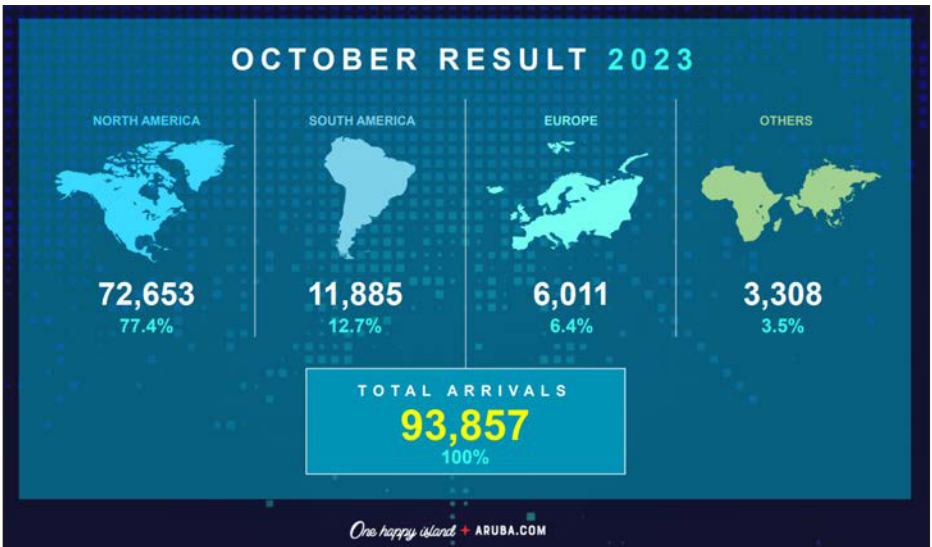 OCTOBER RESULT 2023
NORTH AMERICA
72,653
77.4%
SOUTH AMERICA
11,885
12.7%
EUROPE
6,011
6.4%
OTHERS
3,308
3.5%
TOTAL ARRIVALS
93,857
100%
One happy island + ARUBA.COM